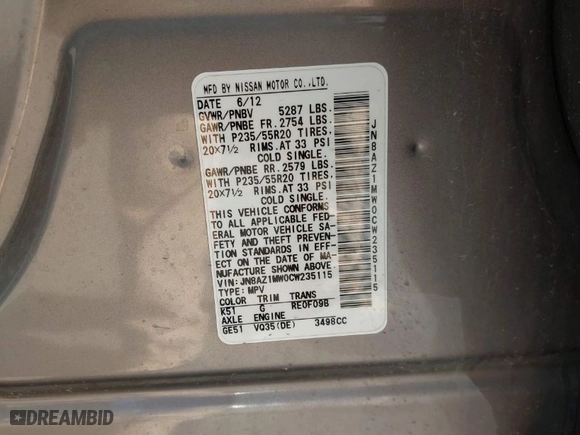 MFD BY NISSAN MOTOR CO.,LTD.
DATE 6/12
GVWR/PNBV 5287 LBS.
GAWR/PNBE FR. 2754 LBS.
WITH P235/55R20 TIRES,
20×7½ RIMS.AT 33 PSI
COLD SINGLE.
GAWR/PNBE RR. 2579 LBS.
WITH P235/55R20 TIRES,
20×7½ RIMS.AT 33 PSI
COLD SINGLE.
THIS VEHICLE CONFORMS
TO ALL APPLICABLE FED-
ERAL MOTOR VEHICLE SA-
FETY AND THEFT PREVEN-
TION STANDARDS IN EFF-
ECT ON THE DATE OF MA-
NUFACTURE SHOWN ABOVE.
VIN: JN8AZ1MW0CW235115
TYPE: MPV
COLOR TRIM TRANS
K51 G RE0F09B
AXLE ENGINE
GE51 VQ35(DE) 3498CC
JN8AZ1MW0CW235115
DREAMBID